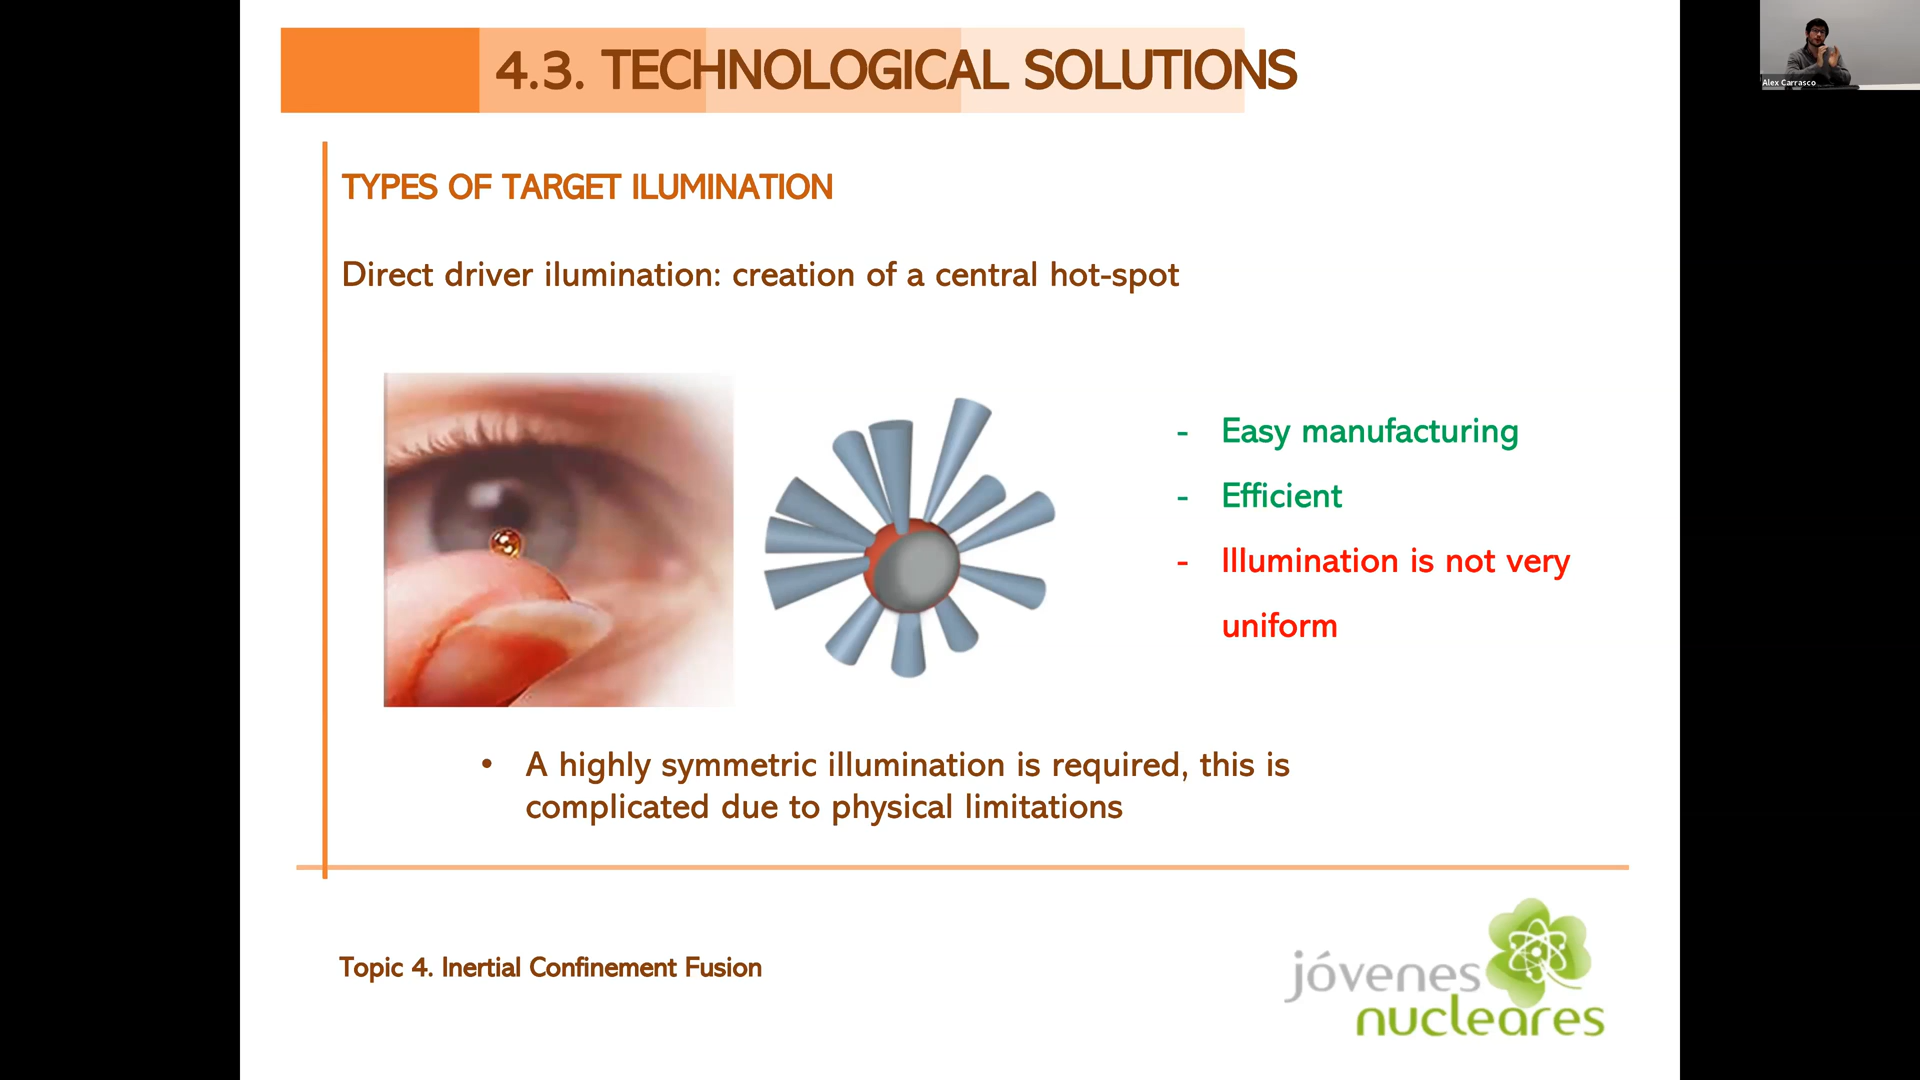 4.3. TECHNOLOGICAL SOLUTIONS
Alex Carrasco
TYPES OF TARGET ILUMINATION
Direct driver ilumination: creation of a central hot-spot
- Easy manufacturing
- Efficient
- Illumination is not very
uniform
• A highly symmetric illumination is required, this is
complicated due to physical limitations
Topic 4. Inertial Confinement Fusion
jóvenes
nucleares